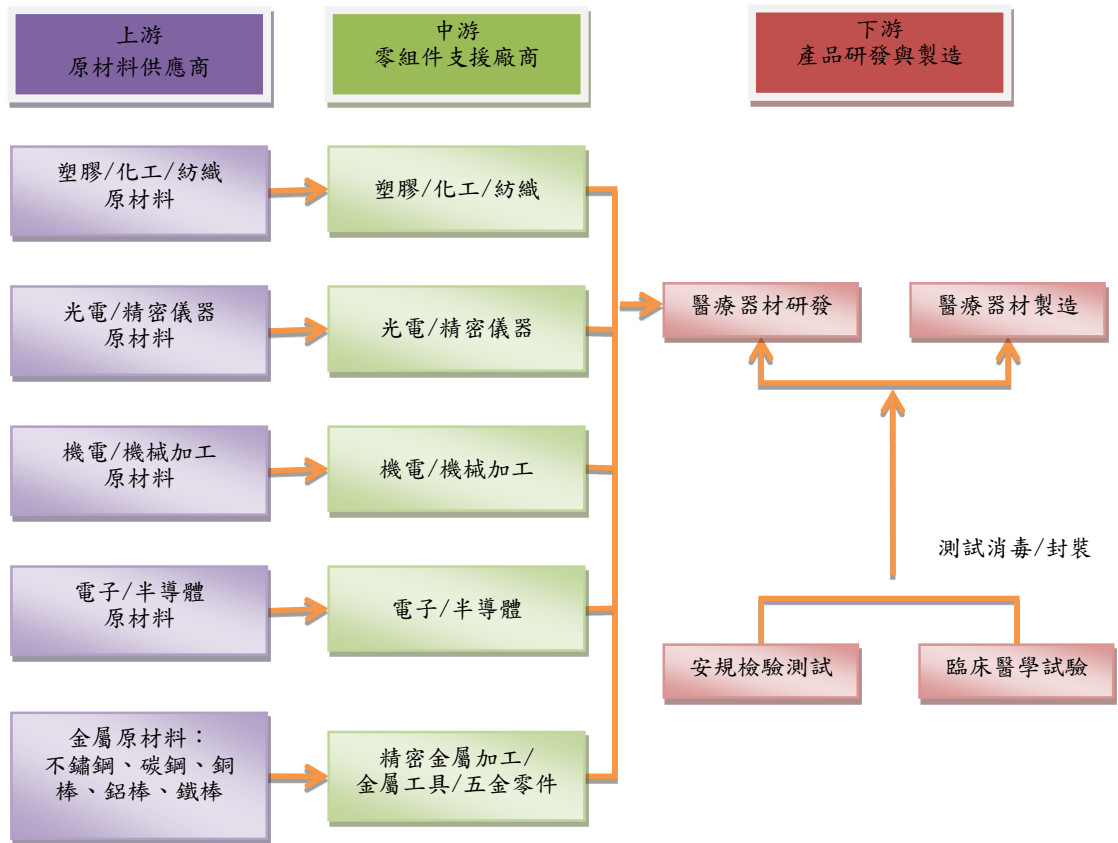 上游
原材料供應商
中游
零組件支援廠商
下游
產品研發與製造
塑膠/化工/紡織
原材料
塑膠/化工/紡織
光電/精密儀器
原材料
光電/精密儀器
醫療器材研發
醫療器材製造
機電/機械加工
原材料
機電/機械加工
測試消毒/封裝
電子/半導體
原材料
電子/半導體
安規檢驗測試
臨床醫學試驗
金屬原材料：
不鏽鋼、碳鋼、銅
棒、鋁棒、鐵棒
精密金屬加工/
金屬工具/五金零件